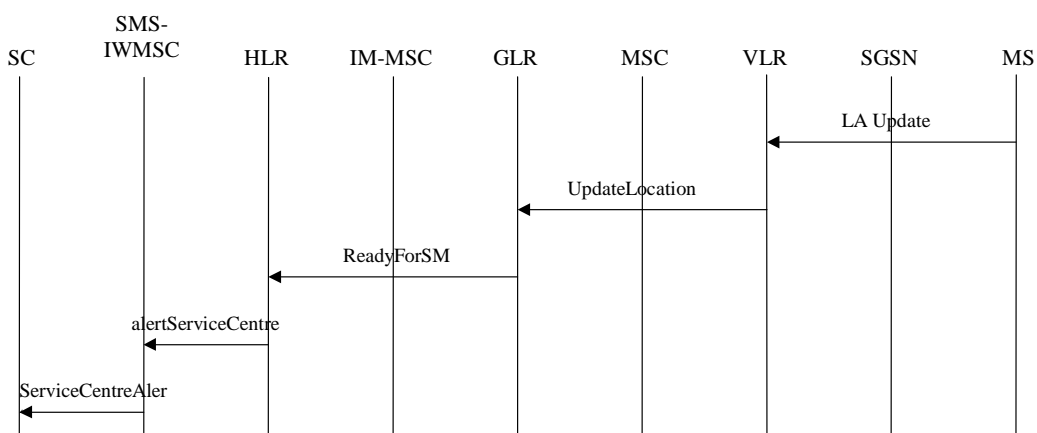 SMS-
IWMSC
SC HLR IM-MSC GLR MSC VLR SGSN MS
LA Update
UpdateLocation
ReadyForSM
alertServiceCentre
ServiceCentreAler